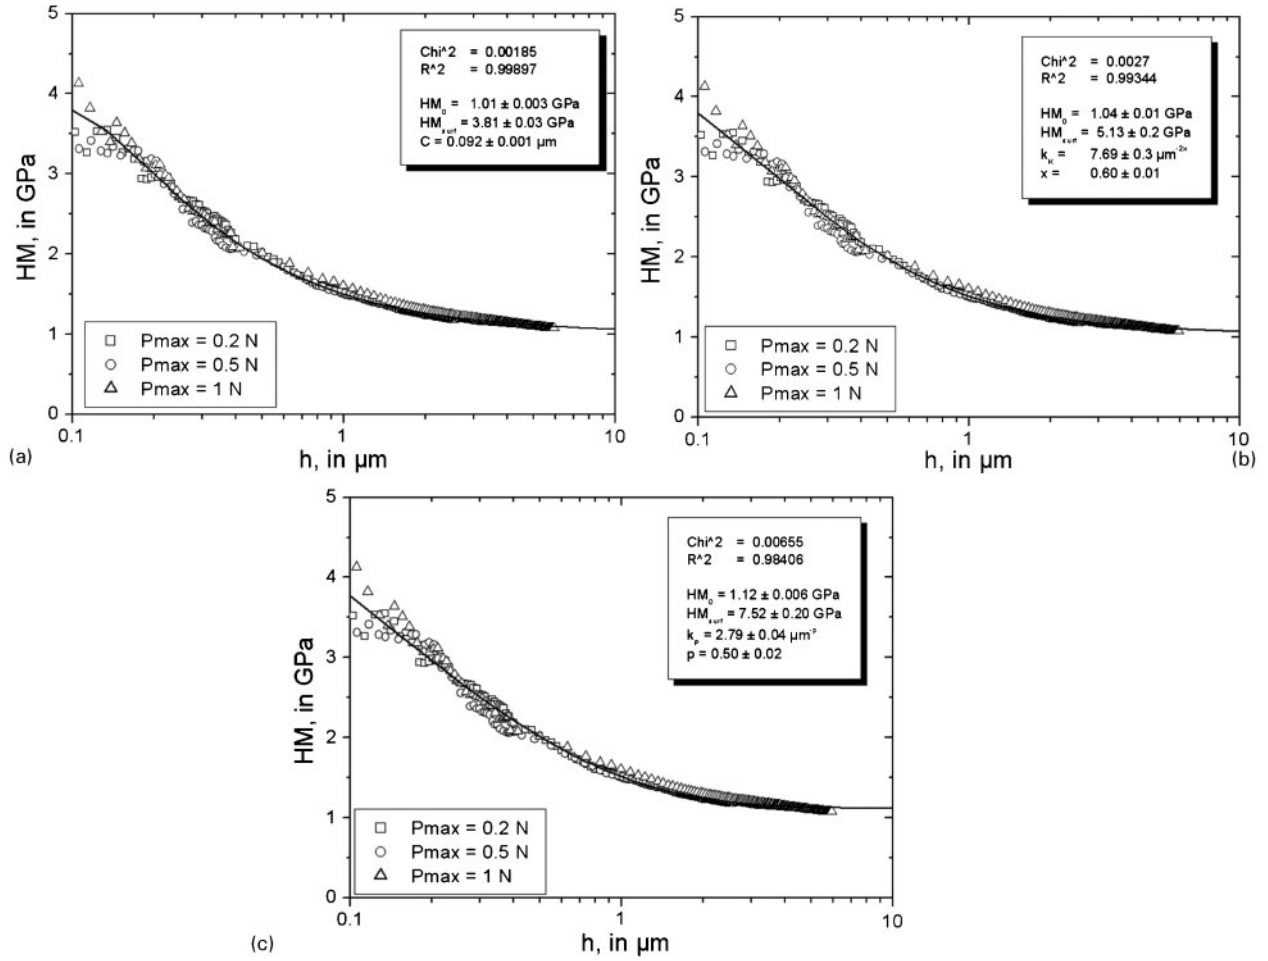 5
4
3
2
1
0
HM, in GPa
Chi^2 = 0.00185
R^2 = 0.99897
HM₀ = 1.01 ± 0.003 GPa
HM_surf = 3.81 ± 0.03 GPa
C = 0.092 ± 0.001 µm
Pmax = 0.2 N
Pmax = 0.5 N
Pmax = 1 N
0.1
1
10
h, in µm
(a)
5
4
3
2
1
0
HM, in GPa
Chi^2 = 0.0027
R^2 = 0.99344
HM₀ = 1.04 ± 0.01 GPa
HM_surf = 5.13 ± 0.2 GPa
k_κ = 7.69 ± 0.3 µm^-2x
x = 0.60 ± 0.01
Pmax = 0.2 N
Pmax = 0.5 N
Pmax = 1 N
0.1
1
10
h, in µm
(b)
5
4
3
2
1
0
HM, in GPa
Chi^2 = 0.00655
R^2 = 0.98406
HM₀ = 1.12 ± 0.006 GPa
HM_surf = 7.52 ± 0.20 GPa
k_p = 2.79 ± 0.04 µm^-p
p = 0.50 ± 0.02
Pmax = 0.2 N
Pmax = 0.5 N
Pmax = 1 N
0.1
1
10
h, in µm
(c)